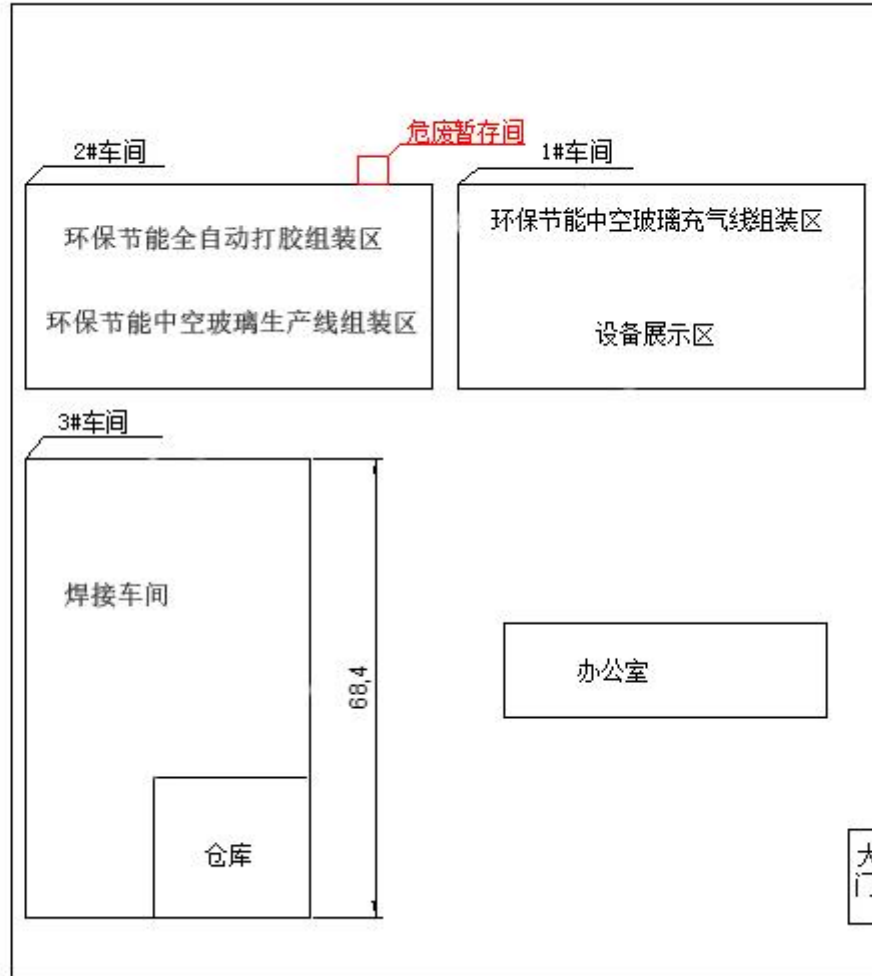 危废暂存间
2#车间
1#车间
环保节能全自动打胶组装区
环保节能中空玻璃充气线组装区
环保节能中空玻璃生产线组装区
设备展示区
3#车间
焊接车间
68,4
办公室
仓库
大
门